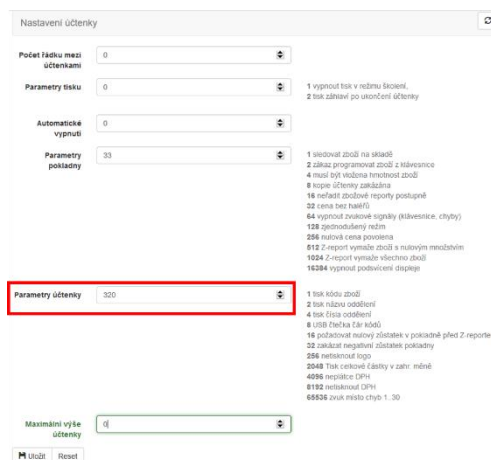 Nastavení účtenky
Počet řádku mezi účtenkami
0
Parametry tisku
0
1 vypnout tisk v režimu školení,
2 tisk záhlaví po ukončení účtenky
Automatické vypnutí
0
Parametry pokladny
33
1 sledovat zboží na skladě
2 zákaz programovat zboží z klávesnice
4 musí být vložena hmotnost zboží
8 kopie účtenky zakázána
16 neřadit zbožové reporty postupně
32 cena bez haléřů
64 vypnout zvukové signály (klávesnice, chyby)
128 zjednodušený režim
256 nulová cena povolena
512 Z-report vymaže zboží s nulovým množstvím
1024 Z-report vymaže všechno zboží
16384 vypnout podsvícení displeje
Parametry účtenky
320
1 tisk kódu zboží
2 tisk názvu oddělení
4 tisk čísla oddělení
8 USB čtečka čár kódů
16 požadovat nulový zůstatek v pokladně před Z-reporte
32 zakázat negativní zůstatek pokladny
256 netisknout logo
2048 Tisk celkové částky v zahr. měně
4096 neplátce DPH
8192 netisknout DPH
65536 zvuk místo chyb 1..30
Maximální výše účtenky
0
Uložit Reset